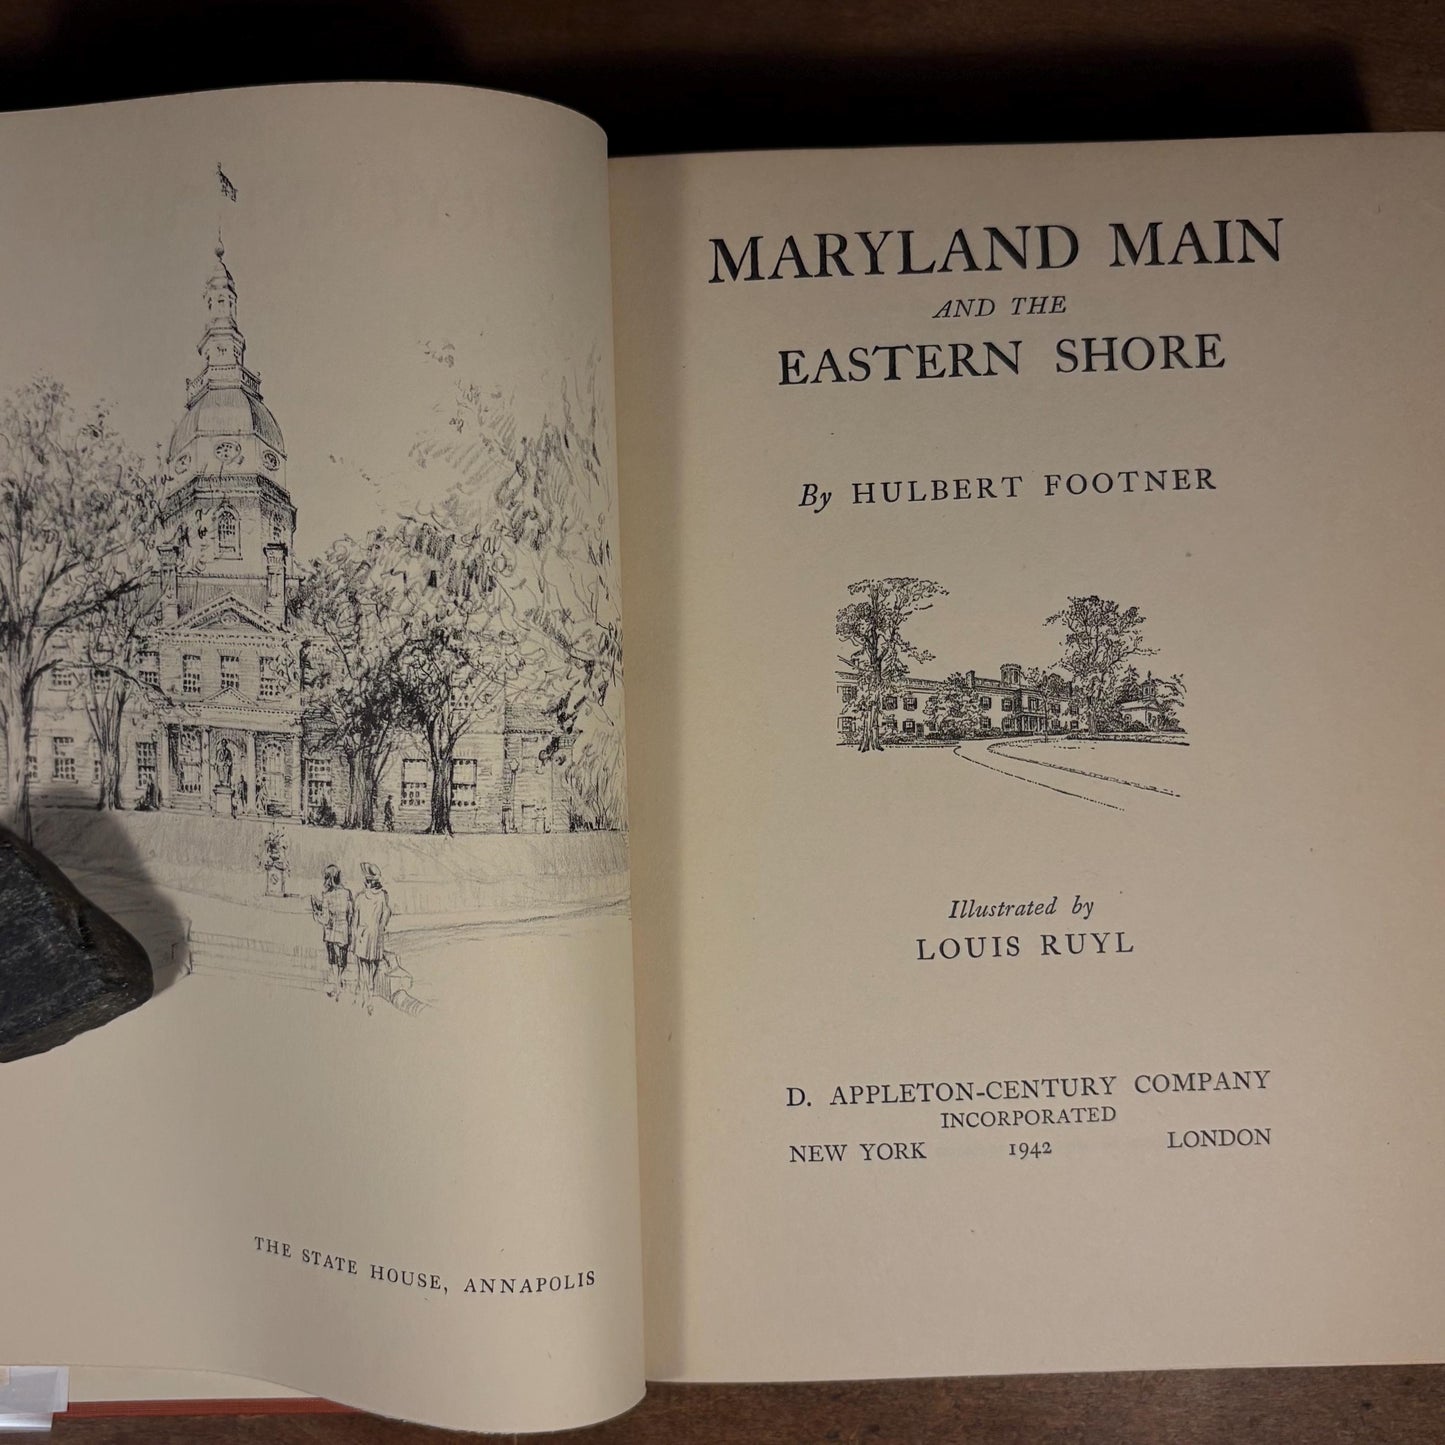 THE STATE HOUSE, ANNAPOLIS
MARYLAND MAIN
AND THE
EASTERN SHORE
By HULBERT FOOTNER
Illustrated by
LOUIS RUYL
D. APPLETON-CENTURY COMPANY
INCORPORATED
NEW YORK 1942 LONDON